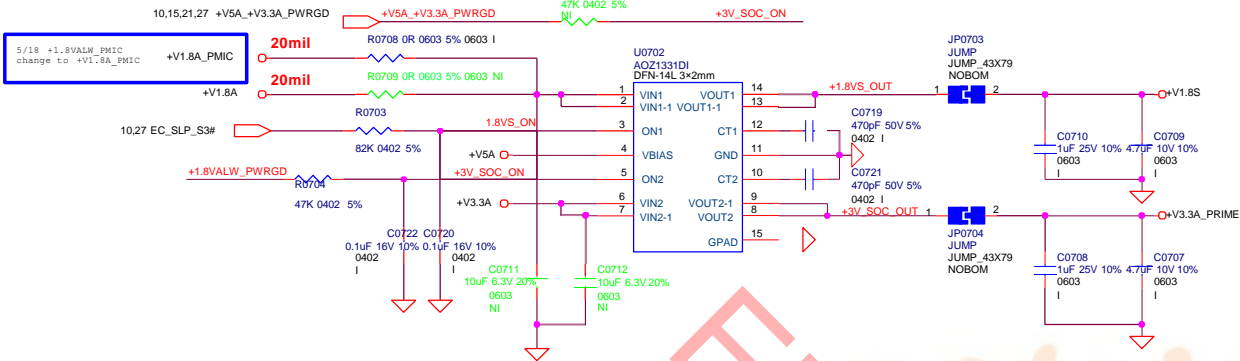 47K 0402 5%
NI
10,15,21,27 +V5A_+V3.3A_PWRGD
+V5A_+V3.3A_PWRGD
+3V_SOC_ON
5/18 +1.8VALW_PMIC
change to +V1.8A_PMIC
+V1.8A_PMIC
20mil
R0708 0R 0603 5% 0603 I
20mil
R0709 0R 0603 5% 0603 NI
+V1.8A
R0703
10,27 EC_SLP_S3#
82K 0402 5%
1.8VS_ON
+V5A
+1.8VALW_PWRGD
R0704
47K 0402 5%
+3V_SOC_ON
+V3.3A
C0722
0.1uF 16V 10%
0402
I
C0720
0.1uF 16V 10%
0402
I
C0711
10uF 6.3V 20%
0603
NI
C0712
10uF 6.3V 20%
0603
NI
U0702
AOZ1331DI
DFN-14L 3×2mm
1 VIN1
2 VIN1-1
3 ON1
4 VBIAS
5 ON2
6 VIN2
7 VIN2-1
VOUT1 14
VOUT1-1 13
CT1 12
GND 11
CT2 10
VOUT2-1 9
VOUT2 8
GPAD 15
+1.8VS_OUT
C0719
470pF 50V 5%
0402 I
C0721
470pF 50V 5%
0402 I
+3V_SOC_OUT
JP0703
JUMP
JUMP_43X79
NOBOM
1
2
+V1.8S
C0710
1uF 25V 10%
0603
I
C0709
4.7uF 10V 10%
0603
I
1
2
+V3.3A_PRIME
JP0704
JUMP
JUMP_43X79
NOBOM
C0708
1uF 25V 10%
0603
I
C0707
4.7uF 10V 10%
0603
I